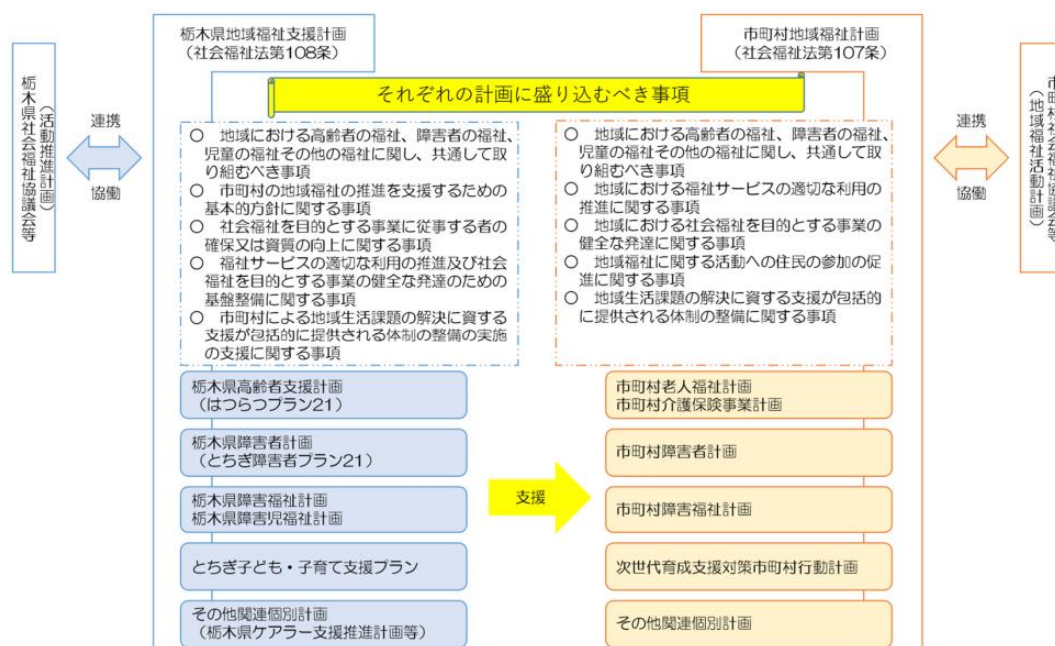 栃木県地域福祉支援計画
（社会福祉法第108条）
市町村地域福祉計画
（社会福祉法第107条）
それぞれの計画に盛り込むべき事項
栃木県社会福祉協議会等
（活動推進計画）
連携
協働
○　地域における高齢者の福祉、障害者の福祉、
児童の福祉その他の福祉に関し、共通して取
り組むべき事項
○　市町村の地域福祉の推進を支援するための
基本的方針に関する事項
○　社会福祉を目的とする事業に従事する者の
確保又は資質の向上に関する事項
○　福祉サービスの適切な利用の推進及び社会
福祉を目的とする事業の健全な発達のための
基盤整備に関する事項
○　市町村による地域生活課題の解決に資する
支援が包括的に提供される体制の整備の実施
の支援に関する事項
○　地域における高齢者の福祉、障害者の福祉、
児童の福祉その他の福祉に関し、共通して取
り組むべき事項
○　地域における福祉サービスの適切な利用の
推進に関する事項
○　地域における社会福祉を目的とする事業の
健全な発達に関する事項
○　地域福祉に関する活動への住民の参加の促
進に関する事項
○　地域生活課題の解決に資する支援が包括的
に提供される体制の整備に関する事項
連携
協働
市町村社会福祉協議会等
（地域福祉活動計画）
栃木県高齢者支援計画
（はつらつプラン21）
栃木県障害者計画
（とちぎ障害者プラン21）
栃木県障害福祉計画
栃木県障害児福祉計画
とちぎ子ども・子育て支援プラン
その他関連個別計画
（栃木県ケアラー支援推進計画等）
支援
市町村老人福祉計画
市町村介護保険事業計画
市町村障害者計画
市町村障害福祉計画
次世代育成支援対策市町村行動計画
その他関連個別計画